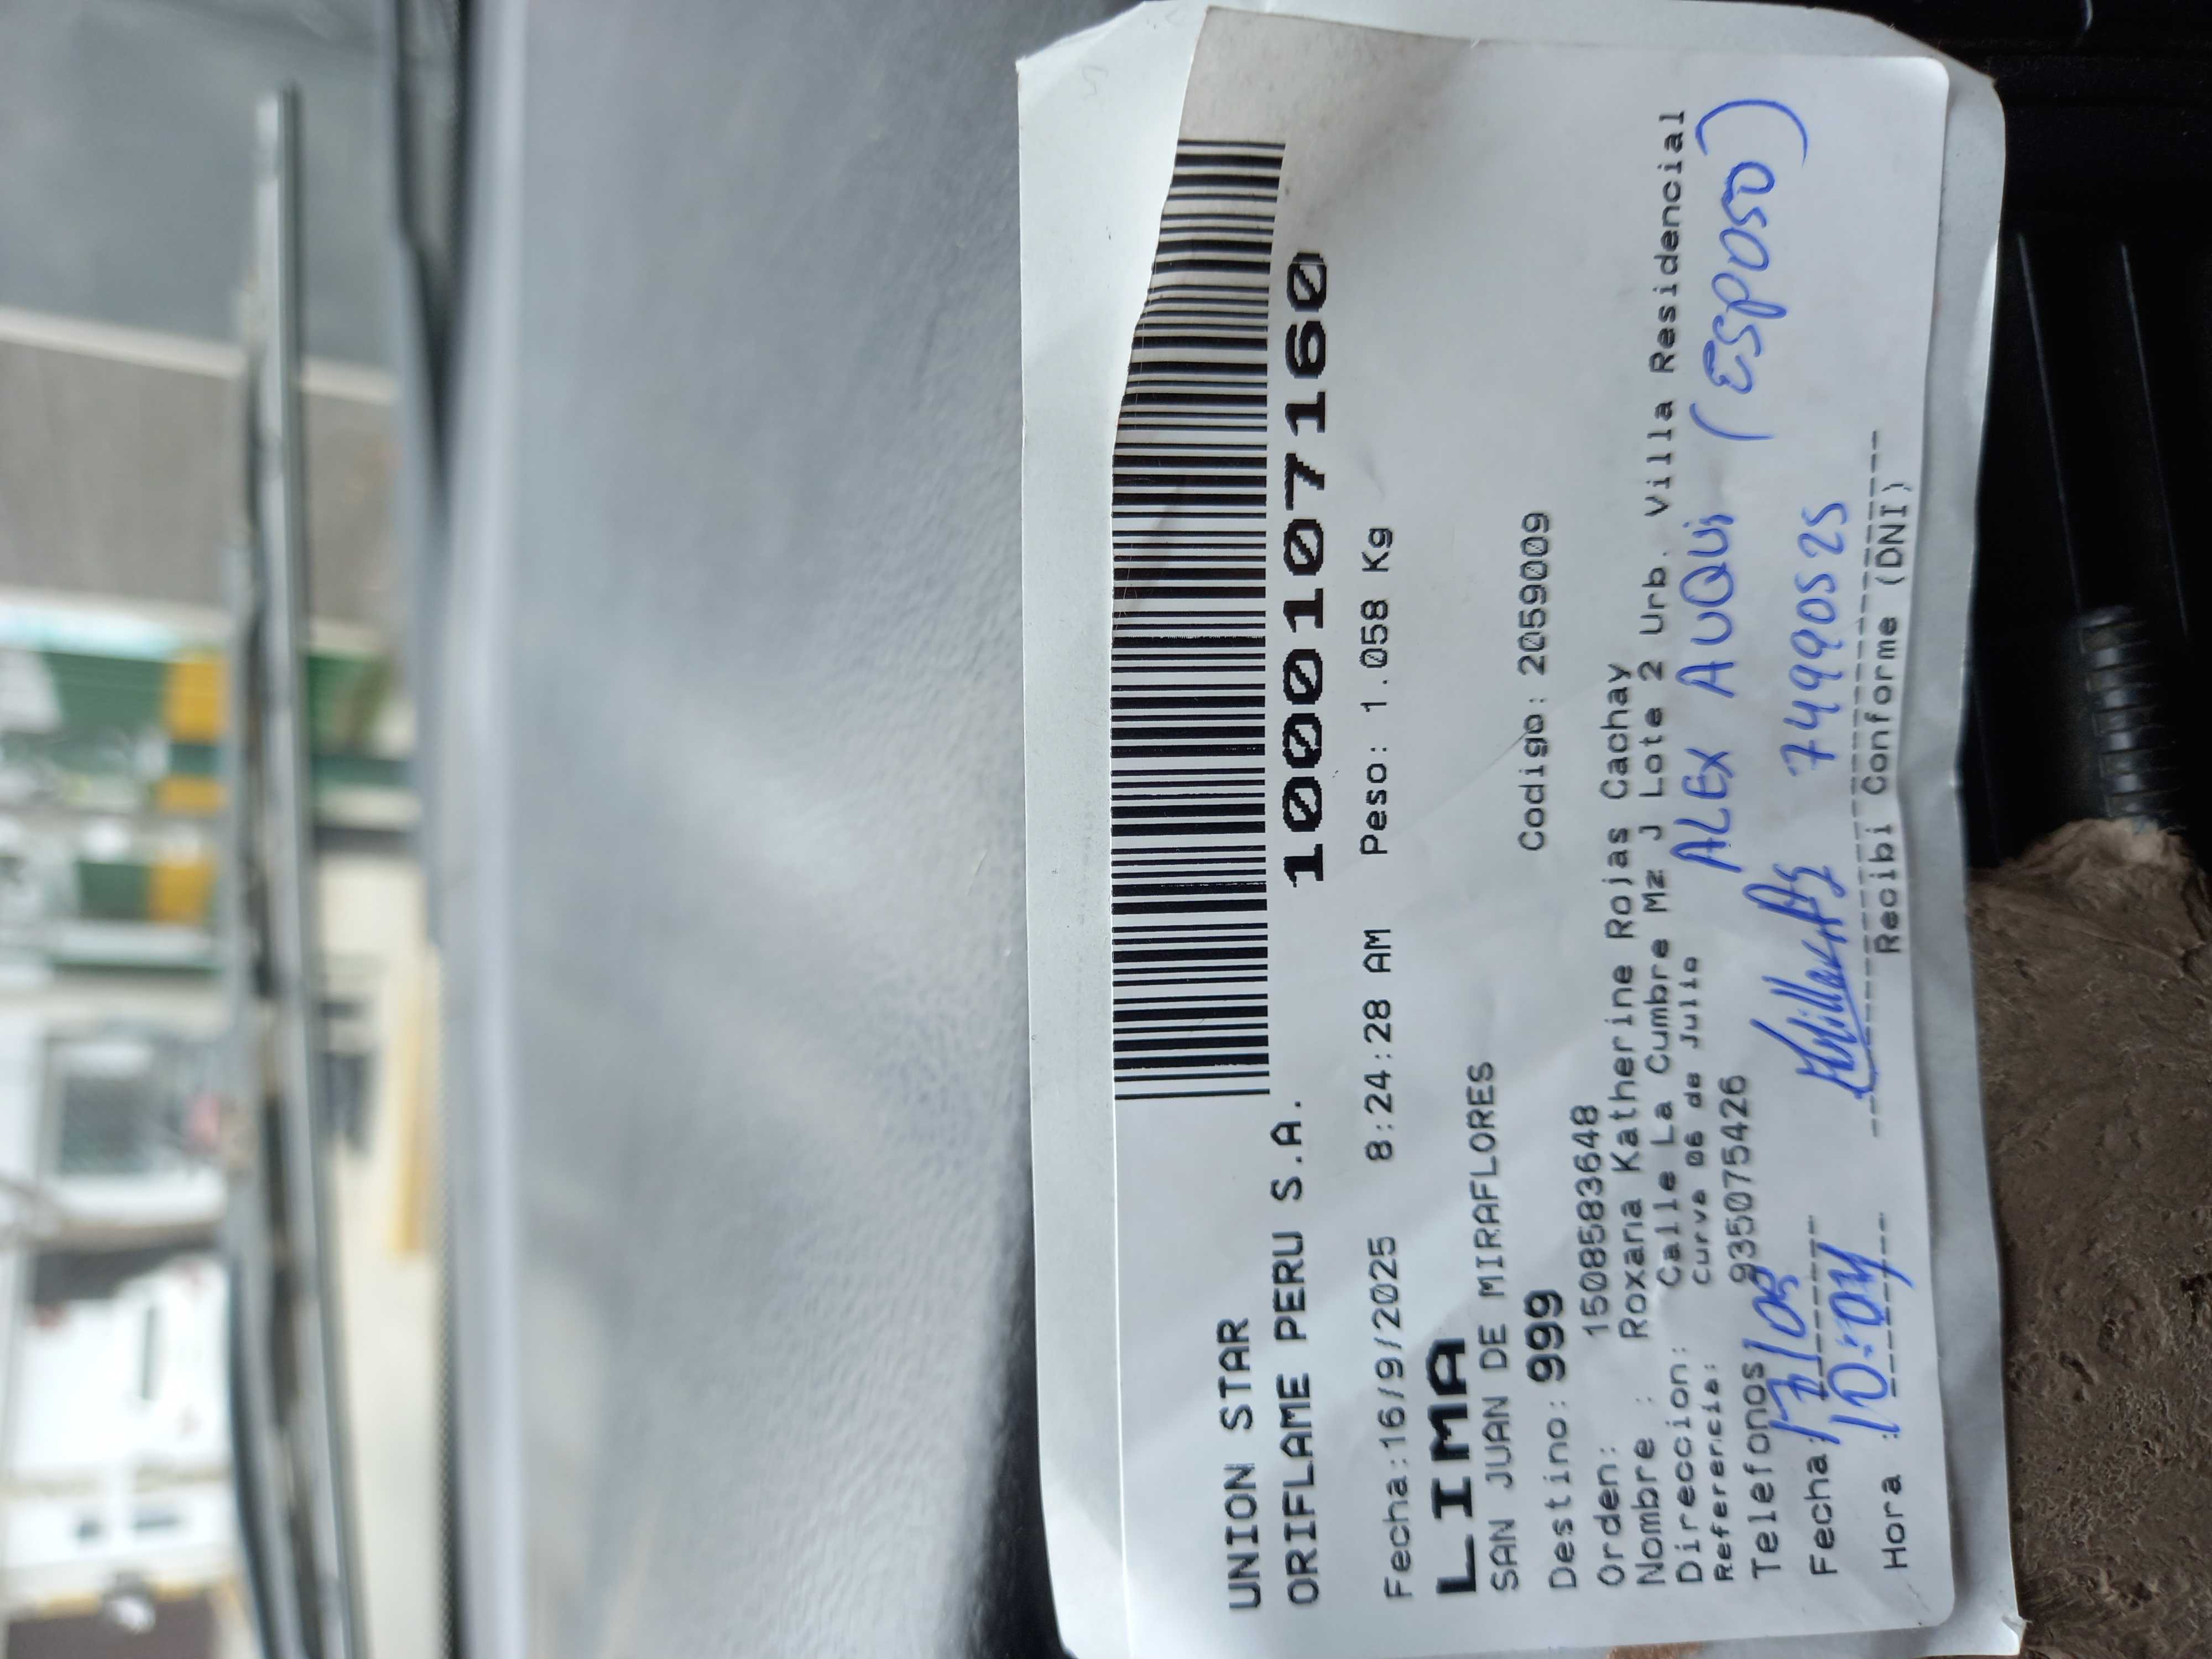 UNION STAR
ORIFLAME PERU S.A.
1000107160
Fecha:16/9/2025 8:24:28 AM Peso: 1.058 Kg
LIMA
SAN JUAN DE MIRAFLORES
Destino: 999 Codigo: 2059009
Orden: 1508583648
Nombre : Roxana Katherine Rojas Cachay
Direccion: Calle La Cumbre Mz J Lote 2 Urb. Villa Residencial
Referencia: curva 06 de Julio
Telefonos 935075426
ALEX AUQUi (ESPOSO)
Fecha: 17/09
74990525
Hora : 10:04
Recibi Conforme (DNI)